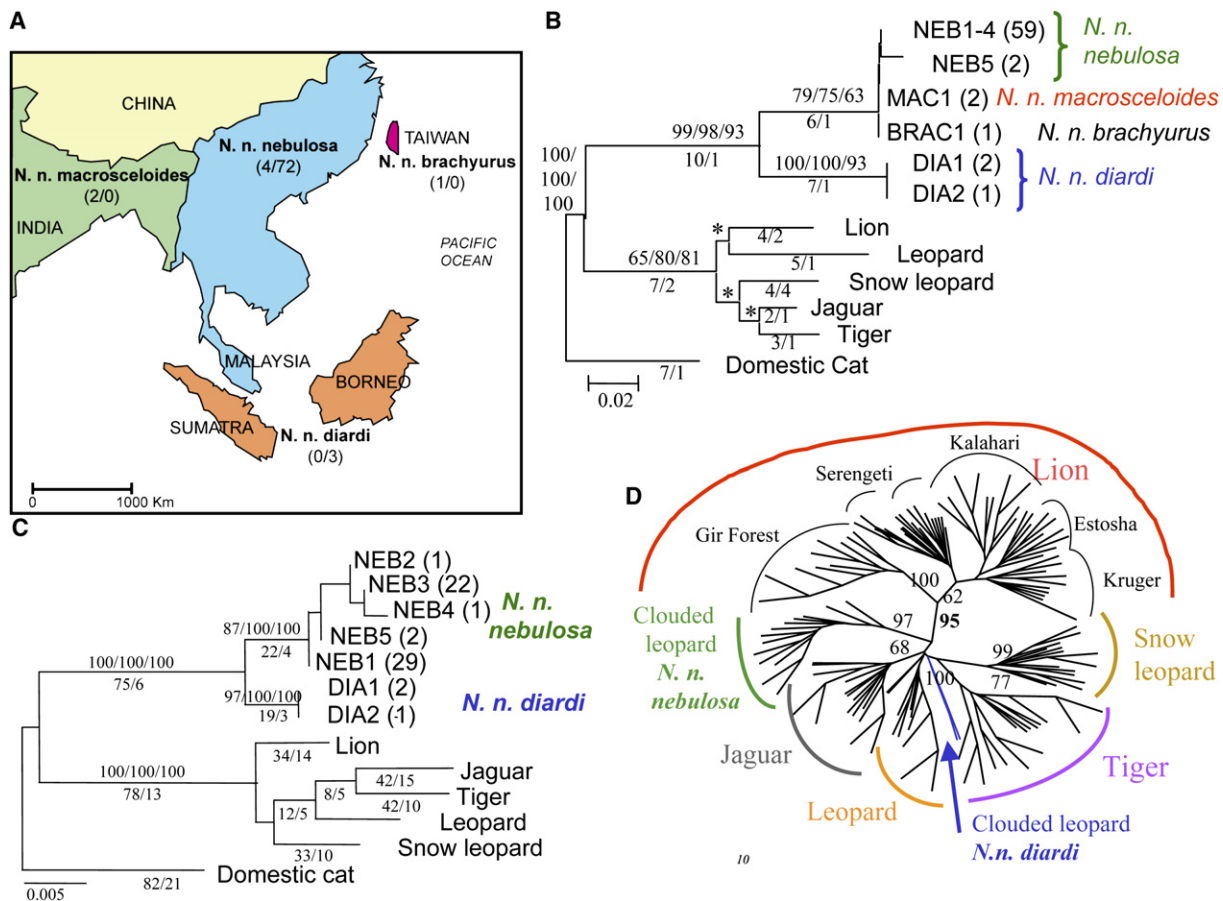 A
CHINA
N. n. nebulosa
(4/72)
TAIWAN
N. n. brachyurus
(1/0)
N. n. macrosceloides
(2/0)
INDIA
PACIFIC
OCEAN
MALAYSIA
BORNEO
SUMATRA
N. n. diardi
(0/3)
0 1000 Km
B
NEB1-4 (59)
NEB5 (2)
N. n.
nebulosa
79/75/63
6/1
MAC1 (2) N. n. macrosceloides
BRAC1 (1) N. n. brachyurus
99/98/93
10/1
100/100/93
7/1
DIA1 (2)
DIA2 (1)
N. n. diardi
100/
100/
100
65/80/81
7/2
*
Lion
4/2
Leopard
5/1
Snow leopard
* 4/4
Jaguar
* 2/1
Tiger
3/1
Domestic Cat
7/1
0.02
C
NEB2 (1)
NEB3 (22)
NEB4 (1)
N. n.
nebulosa
87/100/100
22/4
NEB5 (2)
NEB1 (29)
100/100/100
75/6
97/100/100
19/3
DIA1 (2)
DIA2 (1)
N. n. diardi
Lion
34/14
100/100/100
78/13
Jaguar
42/15
8/5
Tiger
42/10
12/5
Leopard
Snow leopard
33/10
Domestic cat
82/21
0.005
D
Kalahari
Serengeti
Lion
Gir Forest
Estosha
Kruger
100
62
97
95
68
99
77
100
Clouded
leopard
N. n.
nebulosa
Snow
leopard
Jaguar
Leopard
Tiger
Clouded leopard
N.n. diardi
10